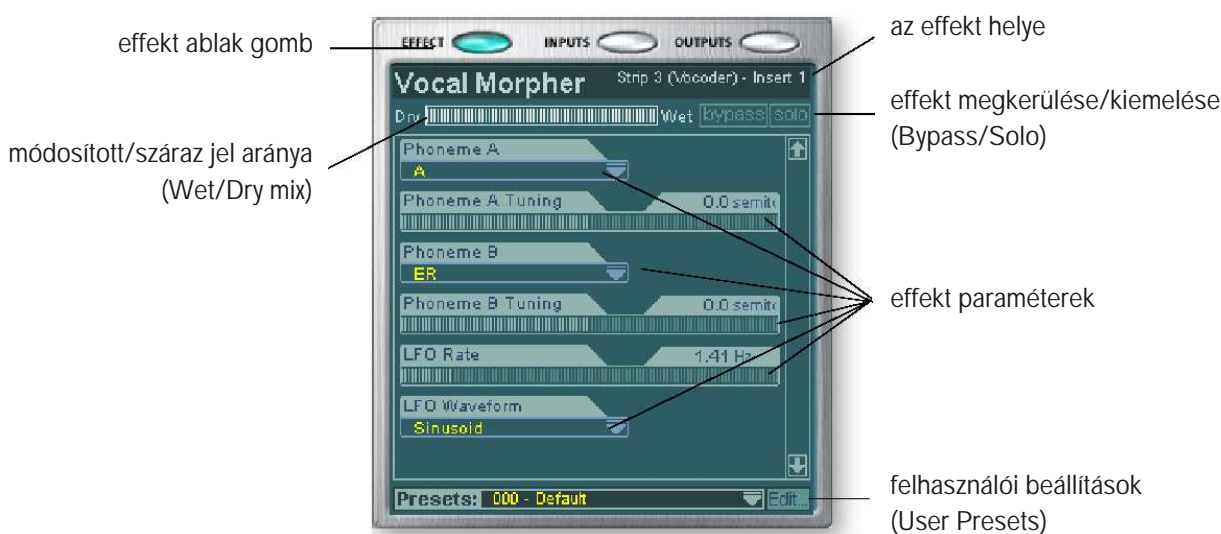 effekt ablak gomb
az effekt helye
effekt megkerülése/kiemelése
(Bypass/Solo)
módosított/száraz jel aránya
(Wet/Dry mix)
effekt paraméterek
felhasználói beállítások
(User Presets)
EFFECT INPUTS OUTPUTS
Vocal Morpher Strip 3 (Vocoder) - Insert 1
Dry Wet bypass solo
Phoneme A
A
Phoneme A Tuning 0.0 semito
Phoneme B
ER
Phoneme B Tuning 0.0 semito
LFO Rate 1.41 Hz
LFO Waveform
Sinusoid
Presets: 000 - Default Edit...